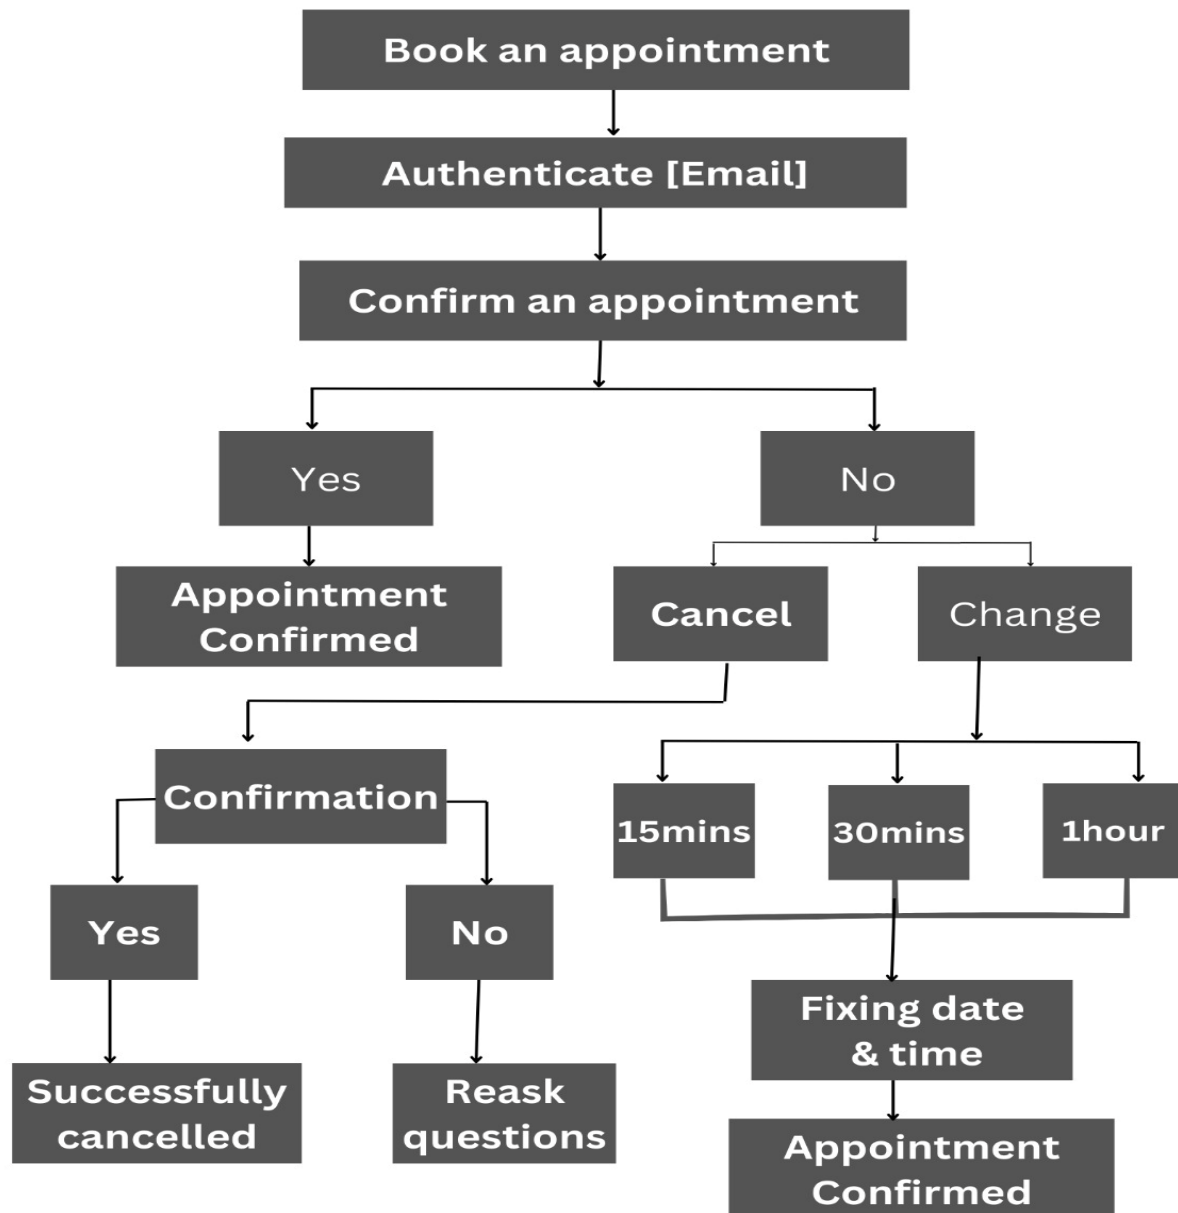 Book an appointment
Authenticate [Email]
Confirm an appointment
Yes
No
Appointment
Confirmed
Cancel
Change
Confirmation
15mins
30mins
1hour
Yes
No
Fixing date
& time
Successfully
cancelled
Reask
questions
Appointment
Confirmed